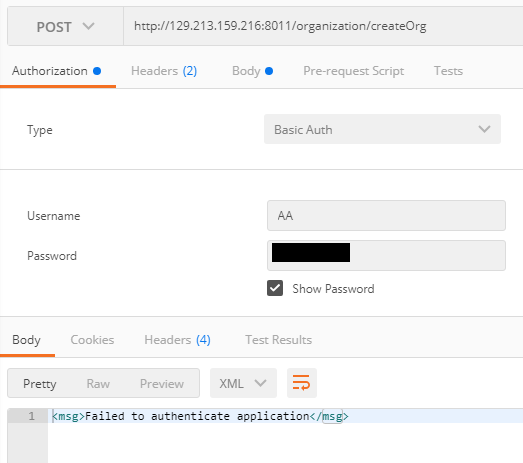 POST http://129.213.159.216:8011/organization/createOrg
Authorization Headers (2) Body Pre-request Script Tests
Type Basic Auth
Username AA
Password
Show Password
Body Cookies Headers (4) Test Results
Pretty Raw Preview XML
1 <msg>Failed to authenticate application</msg>